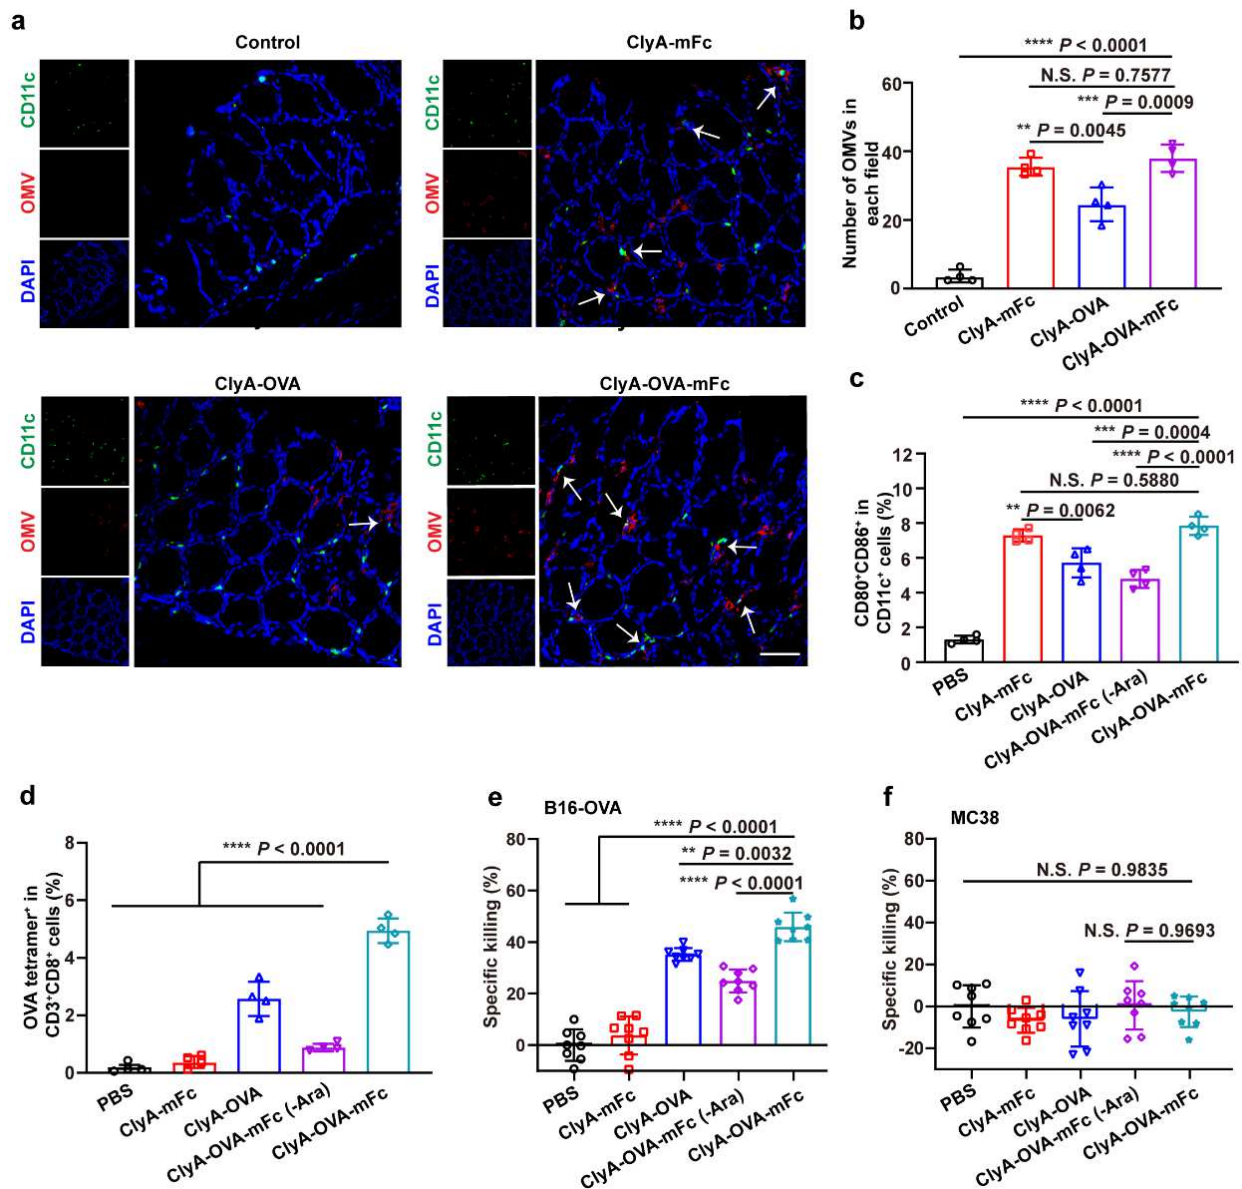 a
Control
CD11c
OMV
DAPI
ClyA-mFc
CD11c
OMV
DAPI
ClyA-OVA
CD11c
OMV
DAPI
ClyA-OVA-mFc
CD11c
OMV
DAPI
b
**** P < 0.0001
N.S. P = 0.7577
*** P = 0.0009
** P = 0.0045
Number of OMVs in
each field
60
40
20
0
Control
ClyA-mFc
ClyA-OVA
ClyA-OVA-mFc
c
**** P < 0.0001
*** P = 0.0004
**** P < 0.0001
N.S. P = 0.5880
** P = 0.0062
CD80+CD86+ in
CD11c+ cells (%)
12
10
8
6
4
2
0
PBS
ClyA-mFc
ClyA-OVA
ClyA-OVA-mFc (-Ara)
ClyA-OVA-mFc
d
**** P < 0.0001
OVA tetramer+ in
CD3+CD8+ cells (%)
8
6
4
2
0
PBS
ClyA-mFc
ClyA-OVA
ClyA-OVA-mFc (-Ara)
ClyA-OVA-mFc
e
B16-OVA
**** P < 0.0001
** P = 0.0032
**** P < 0.0001
Specific killing (%)
80
60
40
20
0
PBS
ClyA-mFc
ClyA-OVA
ClyA-OVA-mFc (-Ara)
ClyA-OVA-mFc
f
MC38
N.S. P = 0.9835
N.S. P = 0.9693
Specific killing (%)
80
60
40
20
0
-20
PBS
ClyA-mFc
ClyA-OVA
ClyA-OVA-mFc (-Ara)
ClyA-OVA-mFc